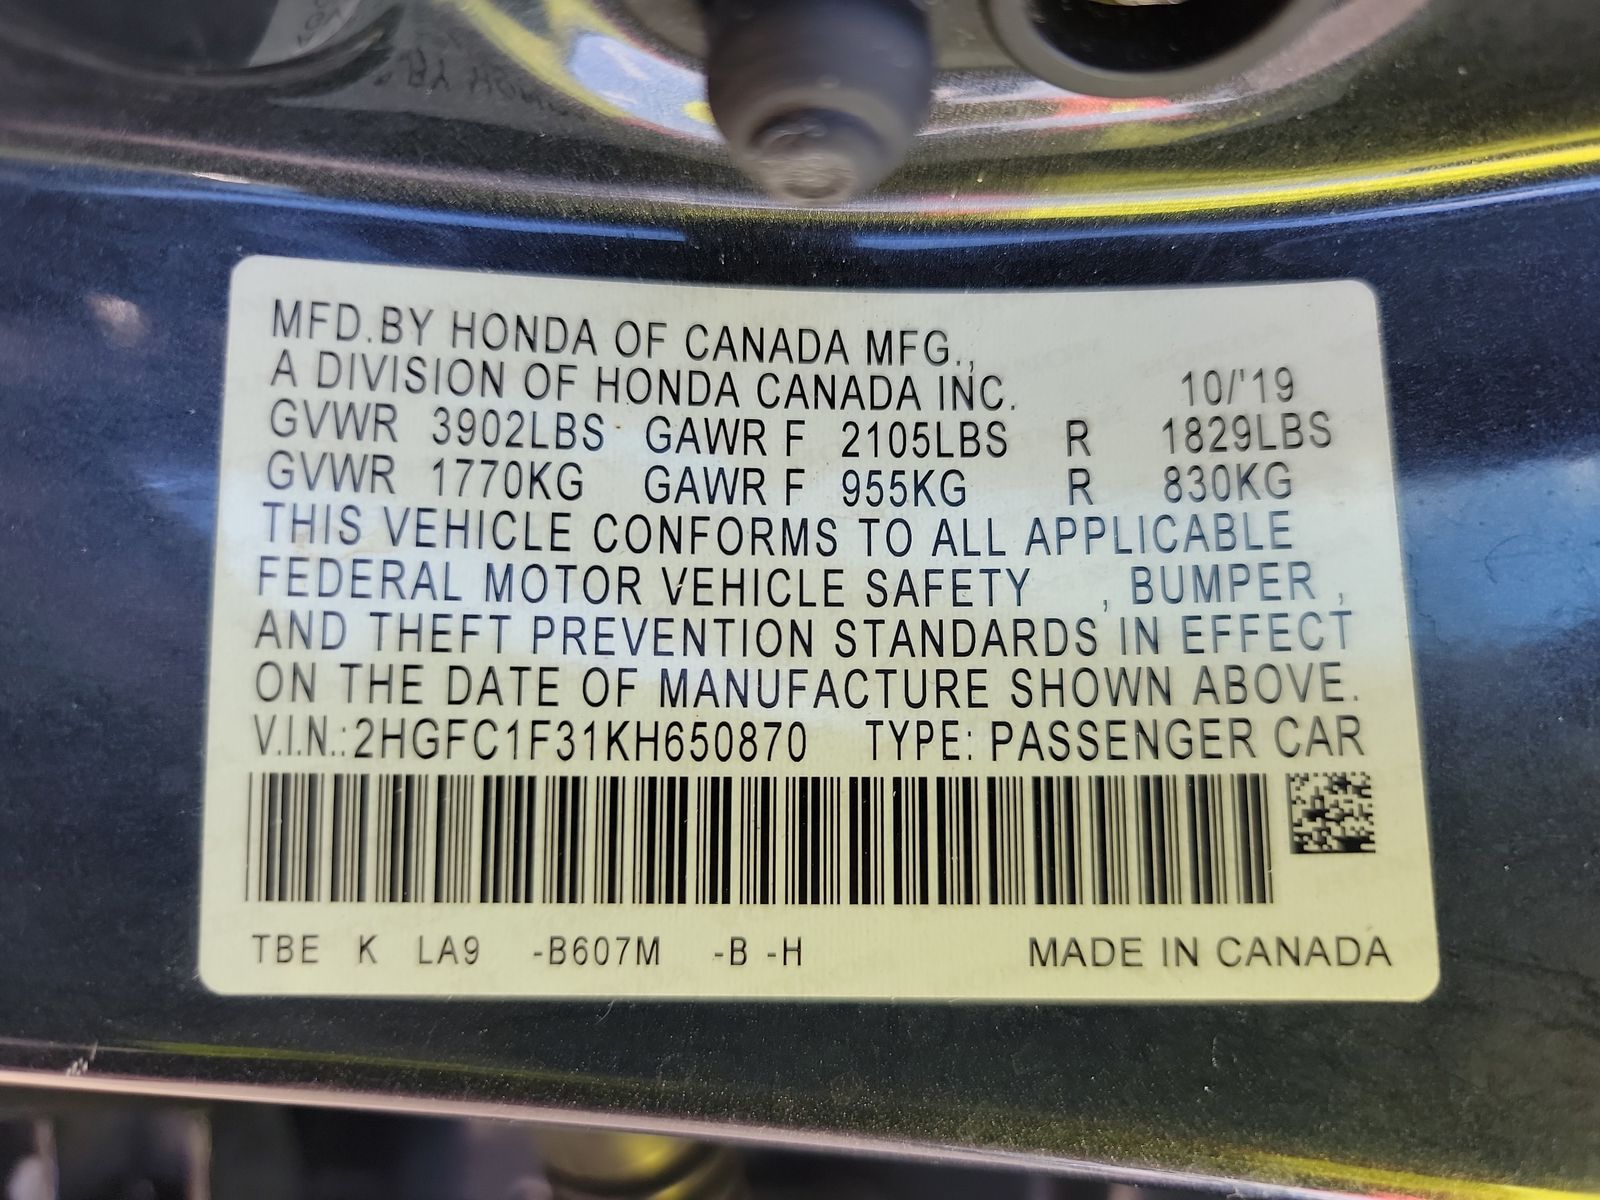 MFD.BY HONDA OF CANADA MFG.,
A DIVISION OF HONDA CANADA INC. 10/'19
GVWR 3902LBS GAWR F 2105LBS R 1829LBS
GVWR 1770KG GAWR F 955KG R 830KG
THIS VEHICLE CONFORMS TO ALL APPLICABLE
FEDERAL MOTOR VEHICLE SAFETY , BUMPER ,
AND THEFT PREVENTION STANDARDS IN EFFECT
ON THE DATE OF MANUFACTURE SHOWN ABOVE.
V.I.N.:2HGFC1F31KH650870 TYPE: PASSENGER CAR
TBE K LA9 -B607M -B -H MADE IN CANADA